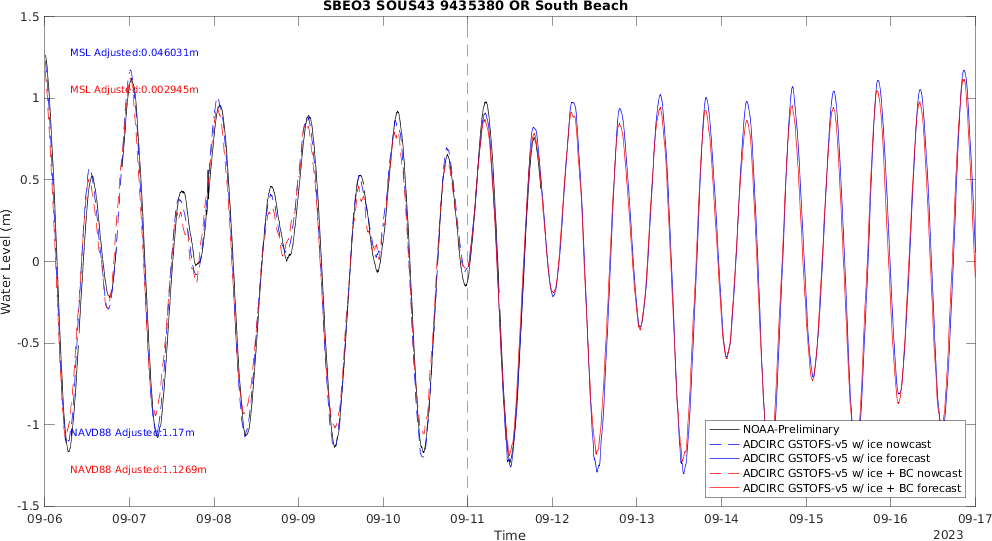 SBEO3 SOUS43 9435380 OR South Beach
MSL Adjusted:0.046031m
MSL Adjusted:0.002945m
NAVD88 Adjusted:1.17m
NAVD88 Adjusted:1.1269m
Water Level (m)
1.5
1
0.5
0
-0.5
-1
-1.5
NOAA-Preliminary
ADCIRC GSTOFS-v5 w/ ice nowcast
ADCIRC GSTOFS-v5 w/ ice forecast
ADCIRC GSTOFS-v5 w/ ice + BC nowcast
ADCIRC GSTOFS-v5 w/ ice + BC forecast
09-06 09-07 09-08 09-09 09-10 09-11 09-12 09-13 09-14 09-15 09-16 09-17
Time
2023